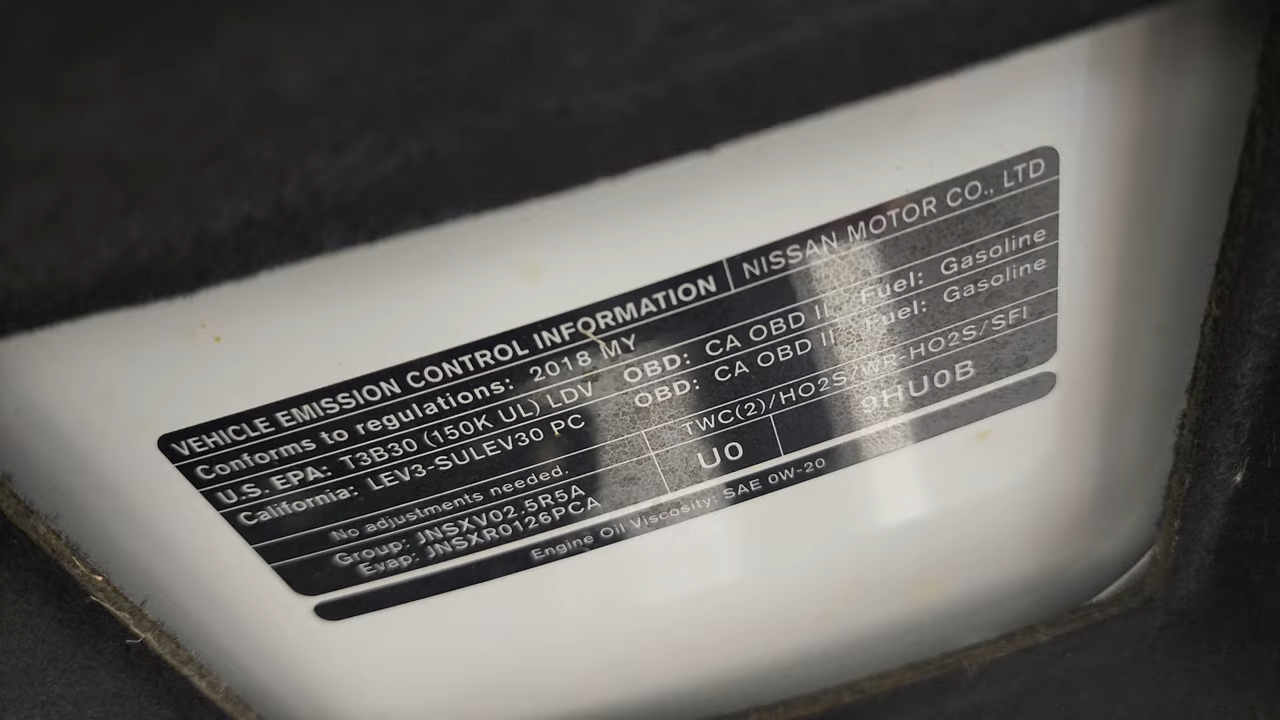 VEHICLE EMISSION CONTROL INFORMATION NISSAN MOTOR CO., LTD
Conforms to regulations: 2018 MY
U.S. EPA: T3B30 (150K UL) LDV OBD: CA OBD II Fuel: Gasoline
California: LEV3-SULEV30 PC OBD: CA OBD II Fuel: Gasoline
No adjustments needed. TWC(2)/HO2S/WR-HO2S/SFI
Group: JNSXV02.5R5A U0 9HU0B
Evap: JNSXR0126PCA
Engine Oil Viscosity: SAE 0W-20